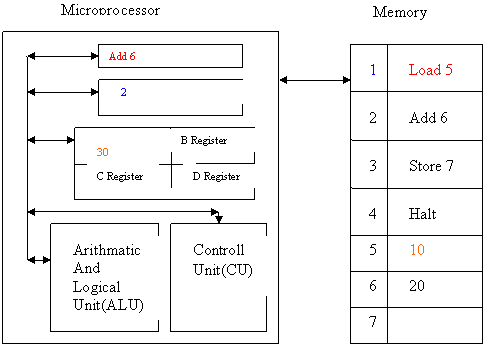 Microprocessor
Add 6
2
30
B Register
C Register
D Register
Arithmatic
And
Logical
Unit(ALU)
Controll
Unit(CU)
Memory
1 Load 5
2 Add 6
3 Store 7
4 Halt
5 10
6 20
7